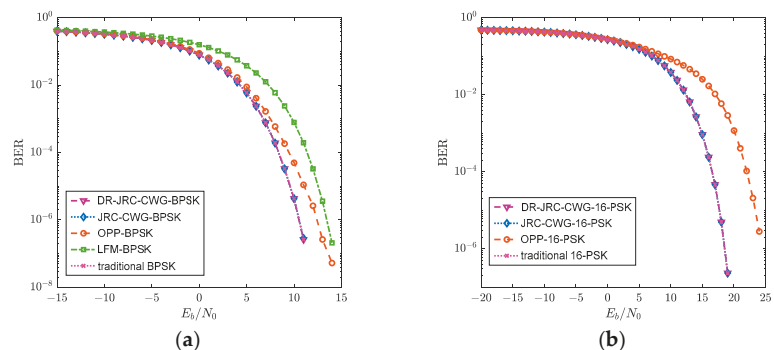 10^0
10^-2
10^-4
10^-6
10^-8
BER
DR-JRC-CWG-BPSK
JRC-CWG-BPSK
OPP-BPSK
LFM-BPSK
traditional BPSK
-15 -10 -5 0 5 10 15
E_b/N_0
(a)
10^0
10^-2
10^-4
10^-6
BER
DR-JRC-CWG-16-PSK
JRC-CWG-16-PSK
OPP-16-PSK
traditional 16-PSK
-20 -15 -10 -5 0 5 10 15 20 25
E_b/N_0
(b)